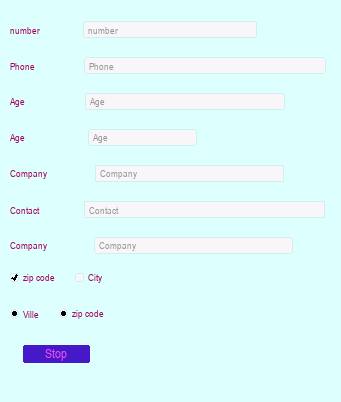 number number
Phone Phone
Age Age
Age Age
Company Company
Contact Contact
Company Company
zip code City
Ville zip code
Stop